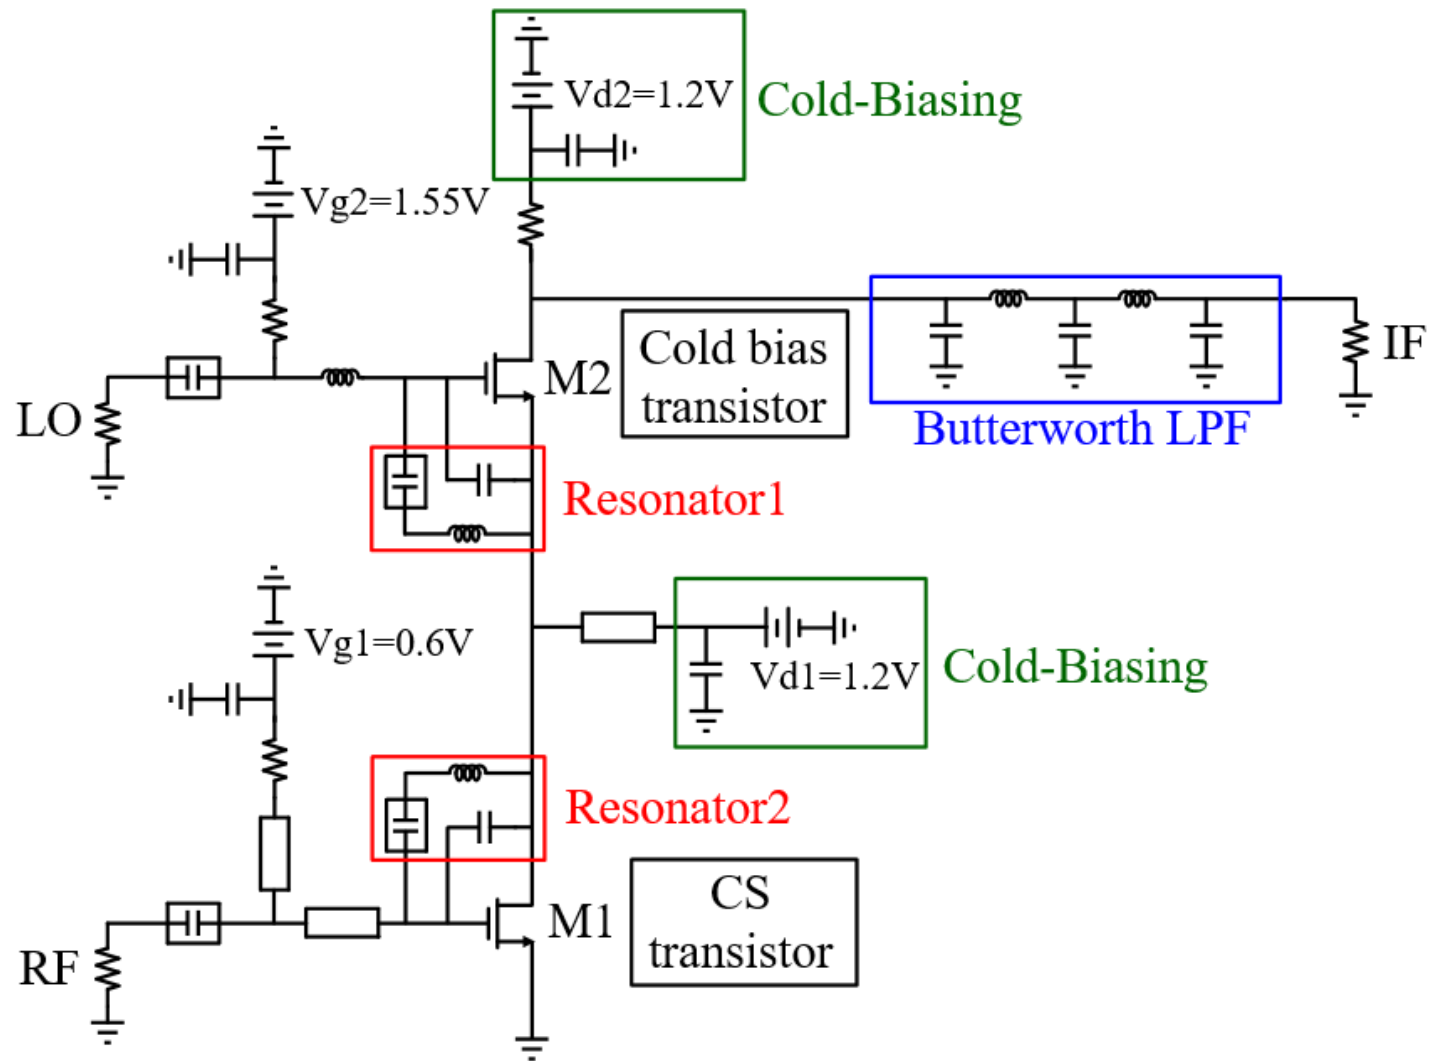 Vd2=1.2V
Cold-Biasing
Vg2=1.55V
LO
M2
Cold bias
transistor
IF
Butterworth LPF
Resonator1
Vg1=0.6V
Vd1=1.2V
Cold-Biasing
Resonator2
RF
M1
CS
transistor